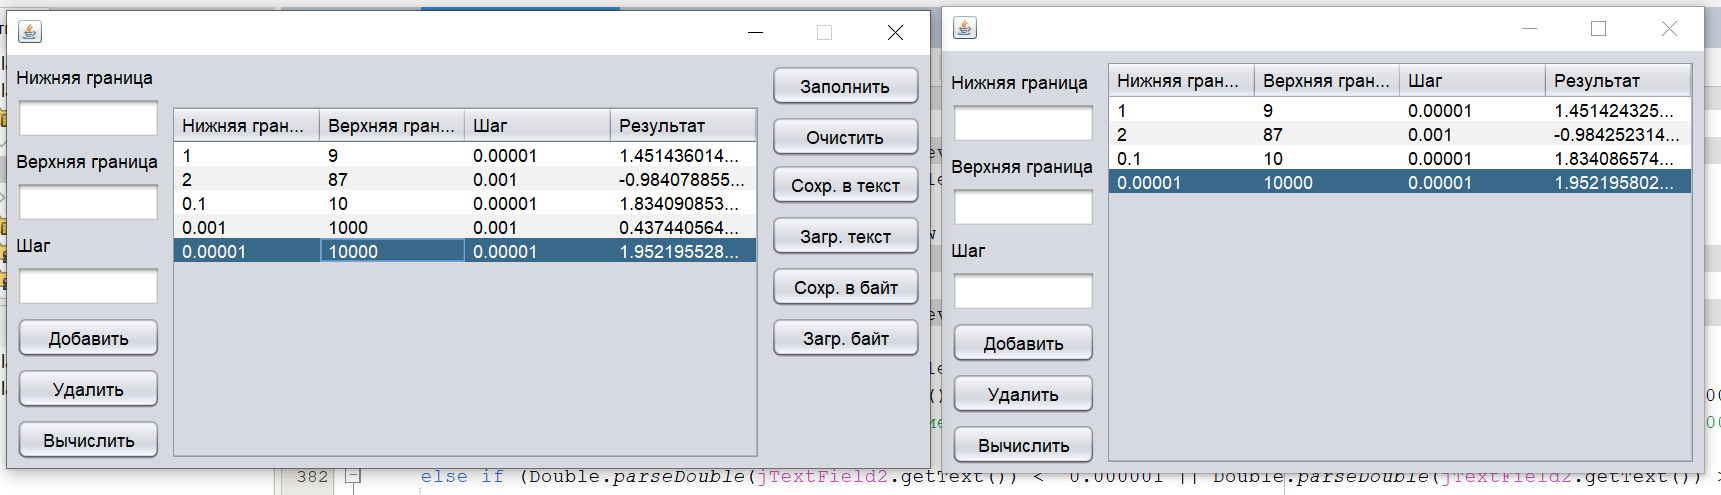 Нижняя граница
Верхняя граница
Шаг
Добавить
Удалить
Вычислить
Нижняя гран... Верхняя гран... Шаг Результат
1 9 0.00001 1.451436014...
2 87 0.001 -0.984078855...
0.1 10 0.00001 1.834090853...
0.001 1000 0.001 0.437440564...
0.00001 10000 0.00001 1.952195528...
Заполнить
Очистить
Сохр. в текст
Загр. текст
Сохр. в байт
Загр. байт
Нижняя граница
Верхняя граница
Шаг
Добавить
Удалить
Вычислить
Нижняя гран... Верхняя гран... Шаг Результат
1 9 0.00001 1.451424325...
2 87 0.001 -0.984252314...
0.1 10 0.00001 1.834086574...
0.00001 10000 0.00001 1.952195802...
382 else if (Double.parseDouble(jTextField2.getText()) < 0.000001 || Double.parseDouble(jTextField2.getText()) >